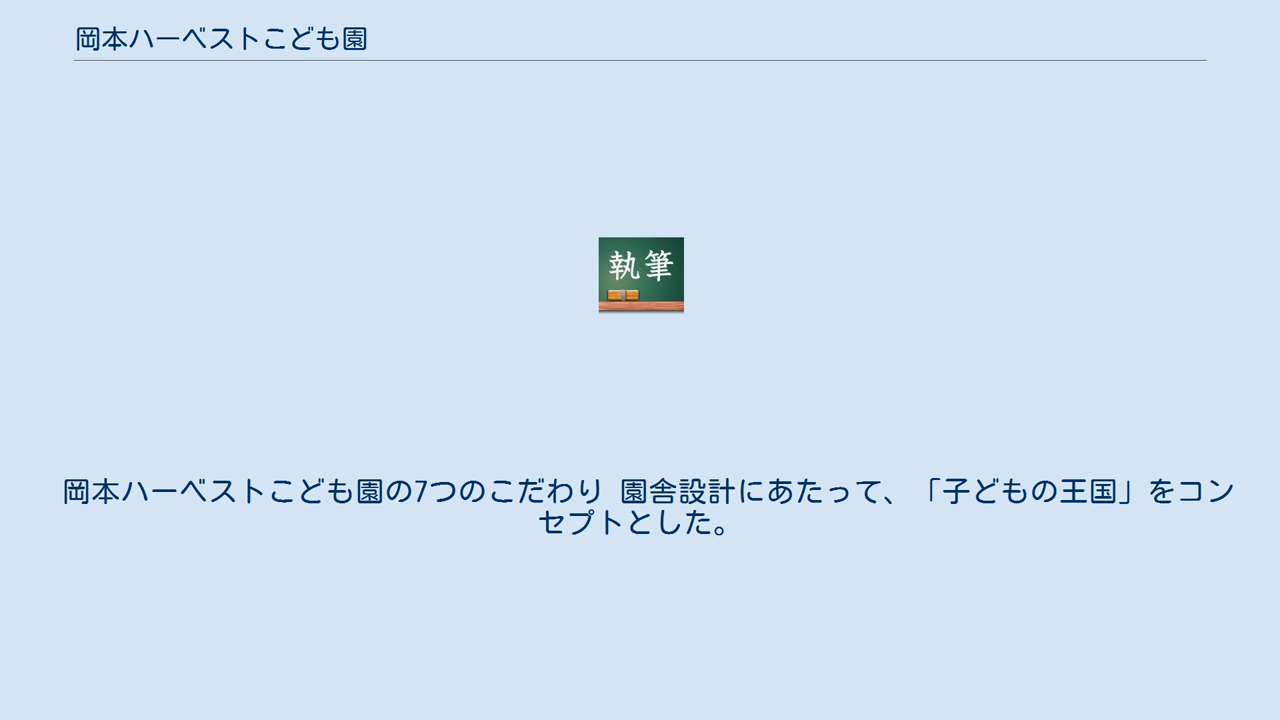 岡本ハーベストこども園
執筆
岡本ハーベストこども園の7つのこだわり 園舎設計にあたって、「子どもの王国」をコン
セプトとした。